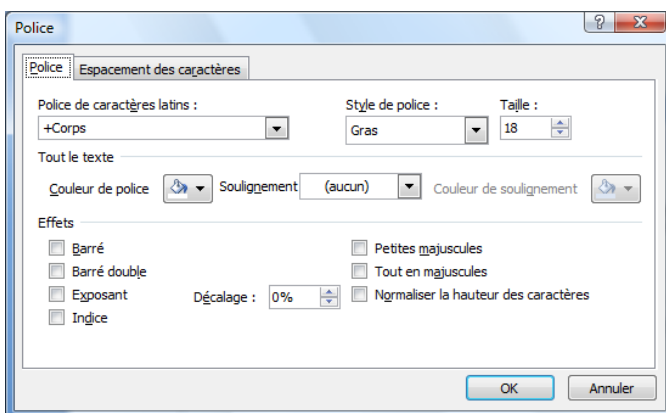 Police
Police Espacement des caractères
Police de caractères latins : Style de police : Taille :
+Corps Gras 18
Tout le texte
Couleur de police Soulignement (aucun) Couleur de soulignement
Effets
Barré Petites majuscules
Barré double Tout en majuscules
Exposant Décalage : 0% Normaliser la hauteur des caractères
Indice
OK Annuler